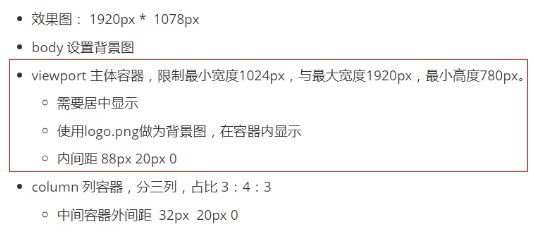 效果图： 1920px * 1078px
body 设置背景图
viewport 主体容器，限制最小宽度1024px，与最大宽度1920px，最小高度780px。
需要居中显示
使用logo.png做为背景图，在容器内显示
内间距 88px 20px 0
column 列容器，分三列，占比 3：4：3
中间容器外间距 32px 20px 0